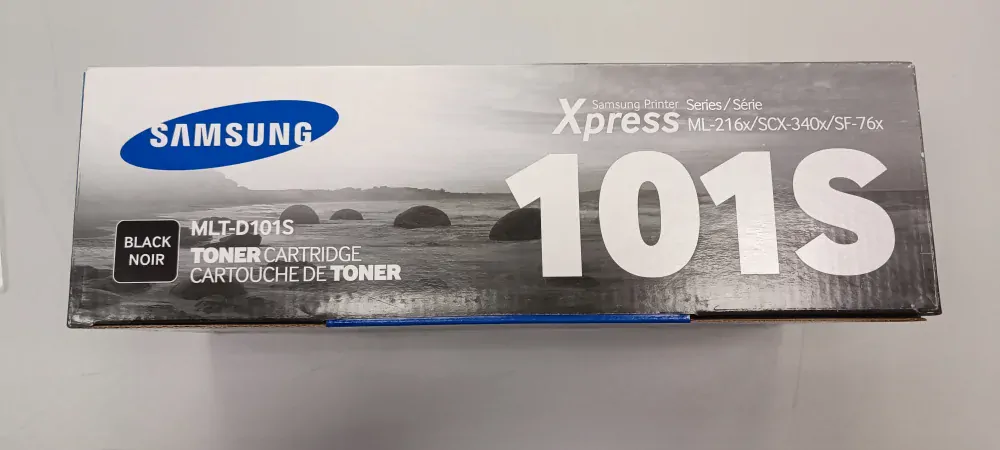 SAMSUNG
Xpress
Samsung Printer Series / Série
ML-216x/SCX-340x/SF-76x
101S
BLACK
NOIR
MLT-D101S
TONER CARTRIDGE
CARTOUCHE DE TONER